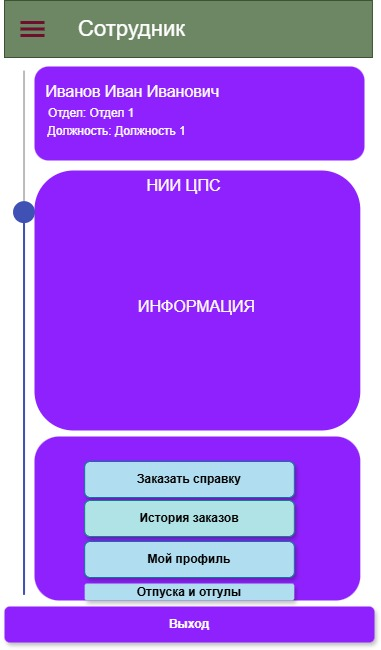 Сотрудник
Иванов Иван Иванович
Отдел: Отдел 1
Должность: Должность 1
НИИ ЦПС
ИНФОРМАЦИЯ
Заказать справку
История заказов
Мой профиль
Отпуска и отгулы
Выход